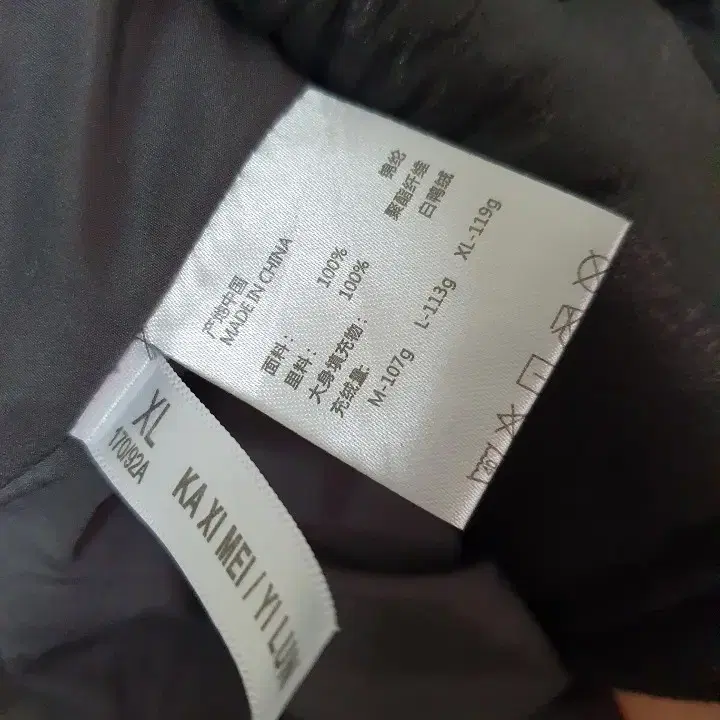 产地中国
MADE IN CHINA
面料： 100% 锦纶
里料： 100% 聚酯纤维
大身填充物： 白鸭绒
充绒量:
M-107g L-113g XL-119g
XL
170/92A
KA XI MEI / YI LUN